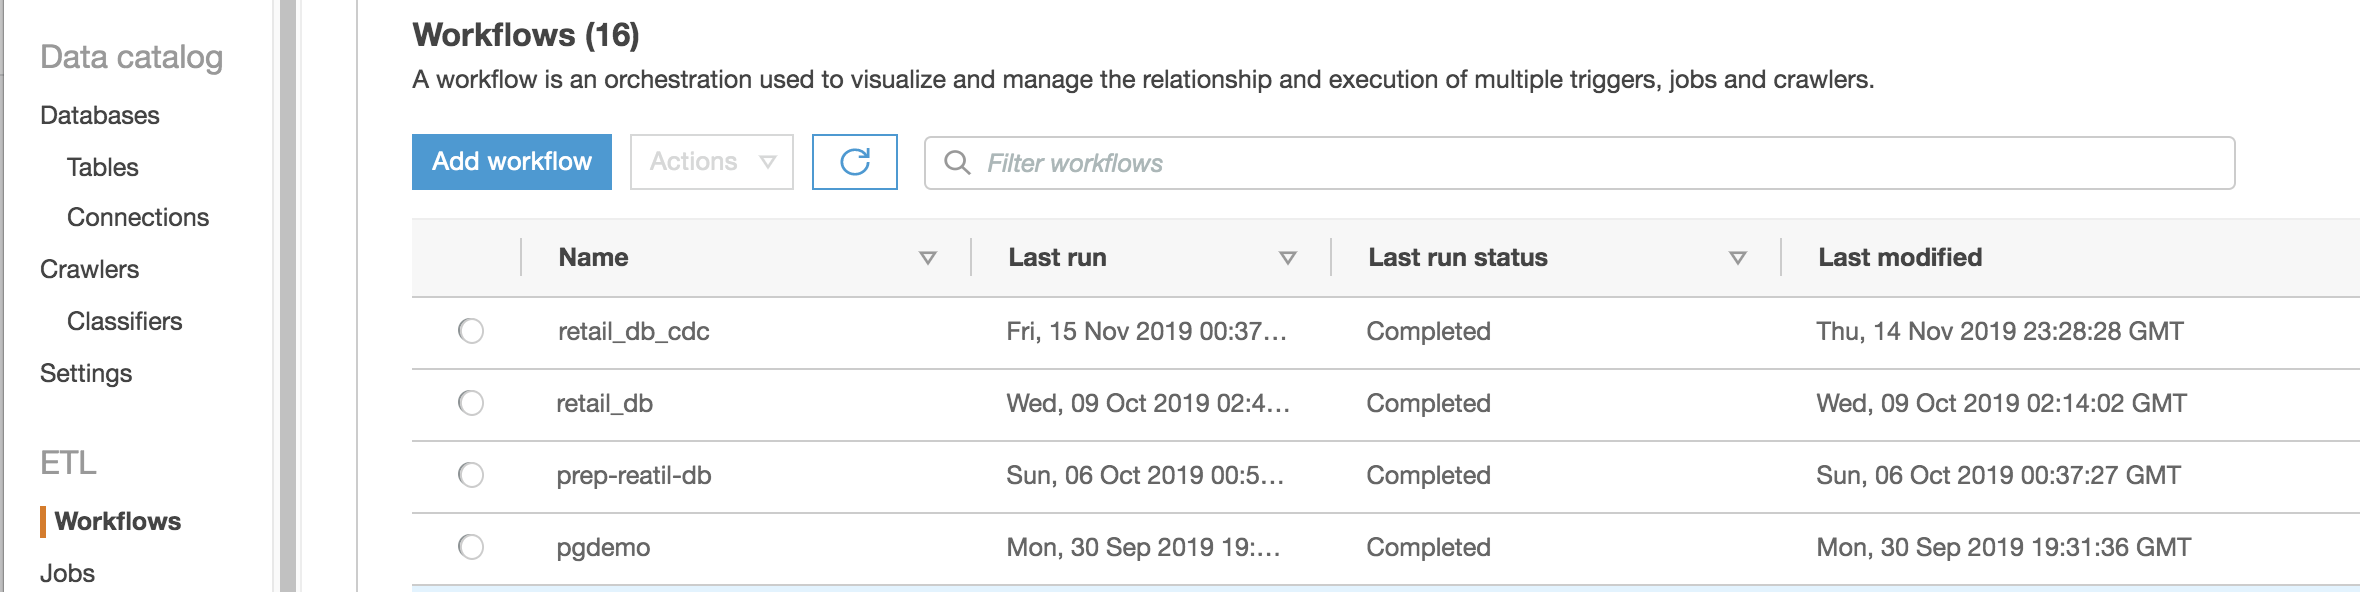 Data catalog
Databases
Tables
Connections
Crawlers
Classifiers
Settings
ETL
Workflows
Jobs
Workflows (16)
A workflow is an orchestration used to visualize and manage the relationship and execution of multiple triggers, jobs and crawlers.
Add workflow Actions Filter workflows
Name Last run Last run status Last modified
retail_db_cdc Fri, 15 Nov 2019 00:37... Completed Thu, 14 Nov 2019 23:28:28 GMT
retail_db Wed, 09 Oct 2019 02:4... Completed Wed, 09 Oct 2019 02:14:02 GMT
prep-reatil-db Sun, 06 Oct 2019 00:5... Completed Sun, 06 Oct 2019 00:37:27 GMT
pgdemo Mon, 30 Sep 2019 19:... Completed Mon, 30 Sep 2019 19:31:36 GMT